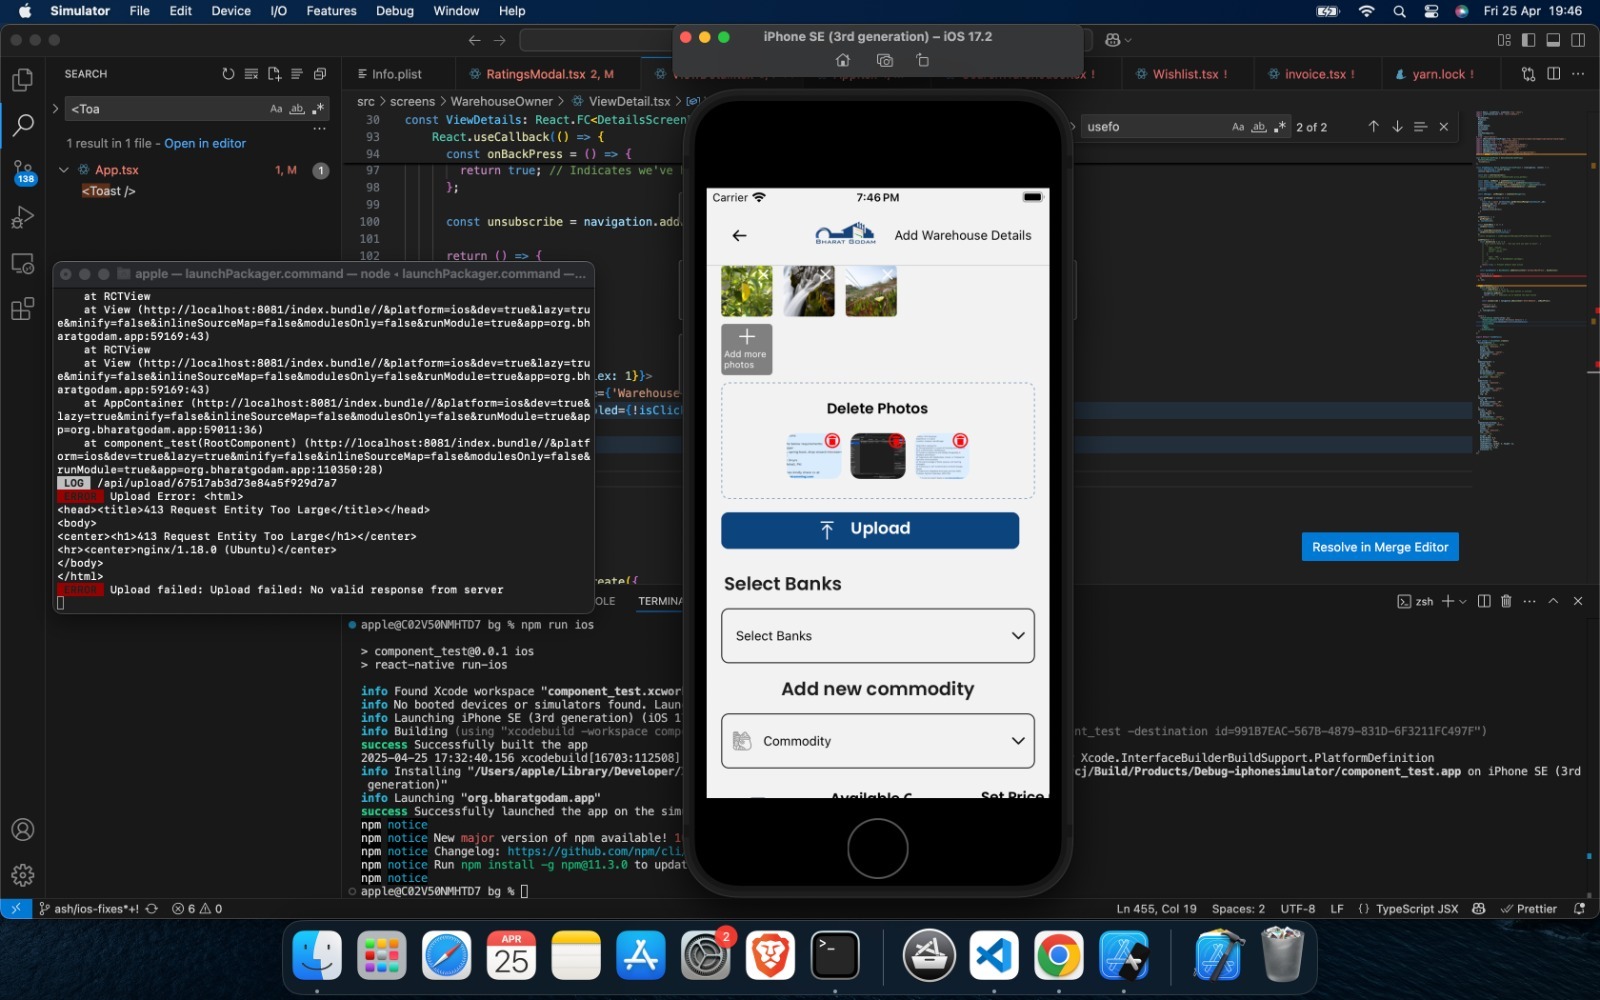 Simulator File Edit Device I/O Features Debug Window Help
Fri 25 Apr 19:46
iPhone SE (3rd generation) – iOS 17.2
SEARCH
<Toa
Aa ab
1 result in 1 file - Open in editor
App.tsx 1, M 1
<Toast />
138
Info.plist
RatingsModal.tsx 2, M
Wishlist.tsx !
invoice.tsx !
yarn.lock !
src > screens > WarehouseOwner > ViewDetail.tsx >
usefo
Aa ab
2 of 2
30 const ViewDetails: React.FC<DetailsScreen
93 React.useCallback(() => {
94 const onBackPress = () => {
97 return true; // Indicates we've
98 };
99
100 const unsubscribe = navigation.add
101
102 return () => {
lex: 1}}>
e={'Warehouse
bled={!isClic
create({
apple — launchPackager.command — node ◂ launchPackager.command —...
at RCTView
at View (http://localhost:8081/index.bundle//&platform=ios&dev=true&lazy=tru
e&minify=false&inlineSourceMap=false&modulesOnly=false&runModule=true&app=org.bh
aratgodam.app:59169:43)
at RCTView
at View (http://localhost:8081/index.bundle//&platform=ios&dev=true&lazy=tru
e&minify=false&inlineSourceMap=false&modulesOnly=false&runModule=true&app=org.bh
aratgodam.app:59169:43)
at AppContainer (http://localhost:8081/index.bundle//&platform=ios&dev=true&
lazy=true&minify=false&inlineSourceMap=false&modulesOnly=false&runModule=true&ap
p=org.bharatgodam.app:59011:36)
at component_test(RootComponent) (http://localhost:8081/index.bundle//&platf
orm=ios&dev=true&lazy=true&minify=false&inlineSourceMap=false&modulesOnly=false&
runModule=true&app=org.bharatgodam.app:110350:28)
LOG /api/upload/67517ab3d73e84a5f929d7a7
ERROR Upload Error: <html>
<head><title>413 Request Entity Too Large</title></head>
<body>
<center><h1>413 Request Entity Too Large</h1></center>
<hr><center>nginx/1.18.0 (Ubuntu)</center>
</body>
</html>
ERROR Upload failed: Upload failed: No valid response from server
Carrier 7:46 PM
BHARAT GODAM
Add Warehouse Details
Add more
photos
Delete Photos
Upload
Select Banks
Select Banks
Add new commodity
Commodity
Available C
Set Price
Resolve in Merge Editor
OLE TERMINA
zsh
apple@C02V50NMHTD7 bg % npm run ios
> component_test@0.0.1 ios
> react-native run-ios
info Found Xcode workspace "component_test.xcwor
info No booted devices or simulators found. Laun
info Launching iPhone SE (3rd generation) (iOS 1
info Building (using "xcodebuild -workspace comp
nt_test -destination id=991B7EAC-567B-4879-831D-6F3211FC497F")
success Successfully built the app
2025-04-25 17:32:40.156 xcodebuild[16703:112508]
Xcode.InterfaceBuilderBuildSupport.PlatformDefinition
info Installing "/Users/apple/Library/Developer/
cj/Build/Products/Debug-iphonesimulator/component_test.app on iPhone SE (3rd
generation)"
info Launching "org.bharatgodam.app"
success Successfully launched the app on the sim
npm notice
npm notice New major version of npm available! 1
npm notice Changelog: https://github.com/npm/cli
npm notice Run npm install -g npm@11.3.0 to updat
npm notice
apple@C02V50NMHTD7 bg %
ash/ios-fixes*+! 6 0
Ln 455, Col 19 Spaces: 2 UTF-8 LF {} TypeScript JSX Prettier
APR
25
2